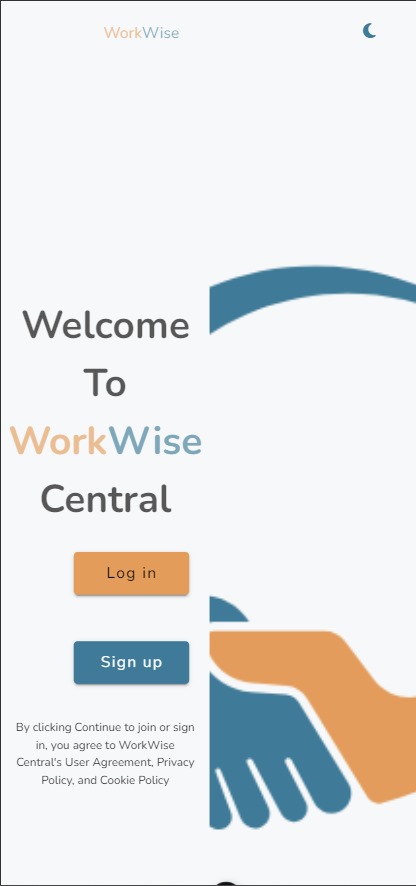 WorkWise
Welcome
To
WorkWise
Central
Log in
Sign up
By clicking Continue to join or sign
in, you agree to WorkWise
Central's User Agreement, Privacy
Policy, and Cookie Policy